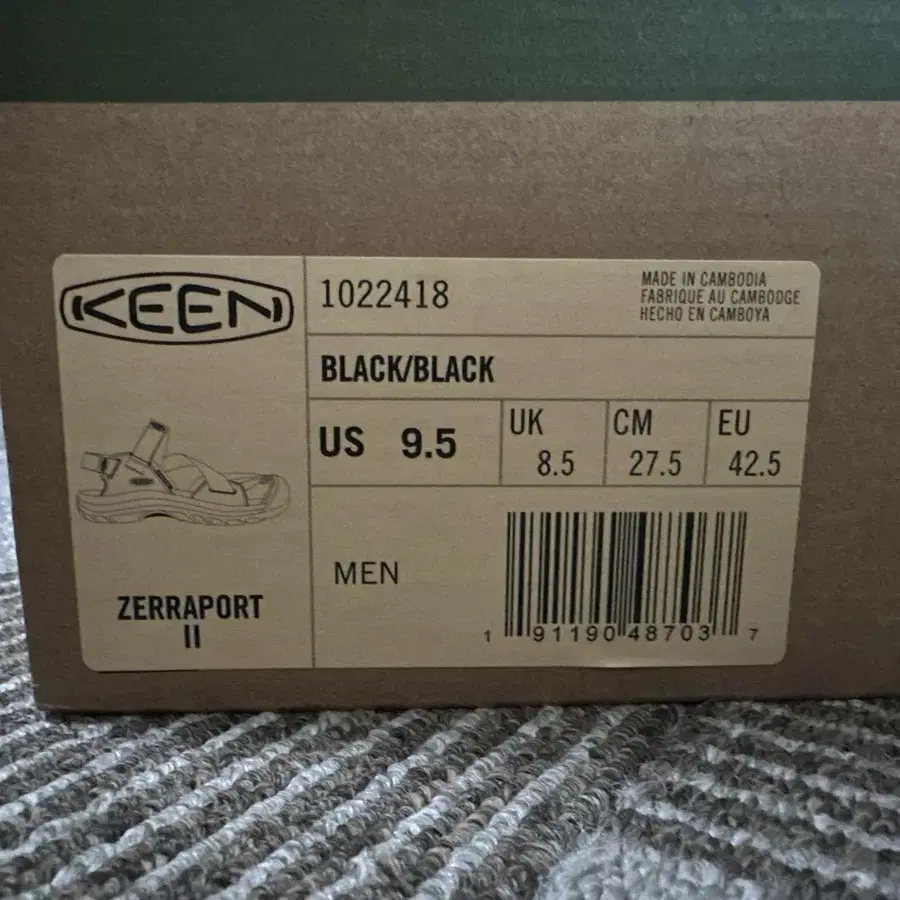 KEEN
1022418
MADE IN CAMBODIA
FABRIQUE AU CAMBODGE
HECHO EN CAMBOYA
BLACK/BLACK
US 9.5
UK 8.5
CM 27.5
EU 42.5
ZERRAPORT
II
MEN
1 91190 48703 7